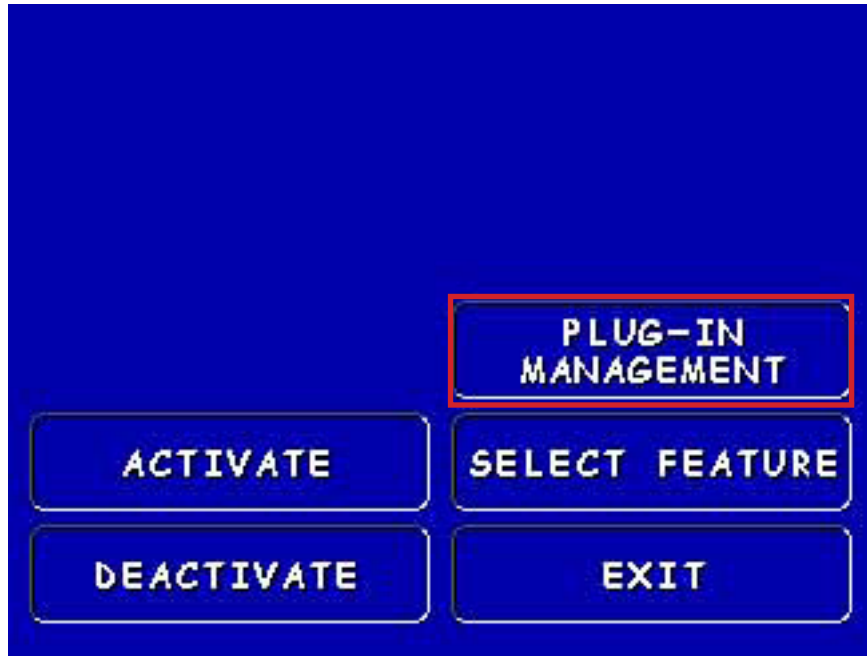 PLUG-IN
MANAGEMENT
ACTIVATE
SELECT FEATURE
DEACTIVATE
EXIT